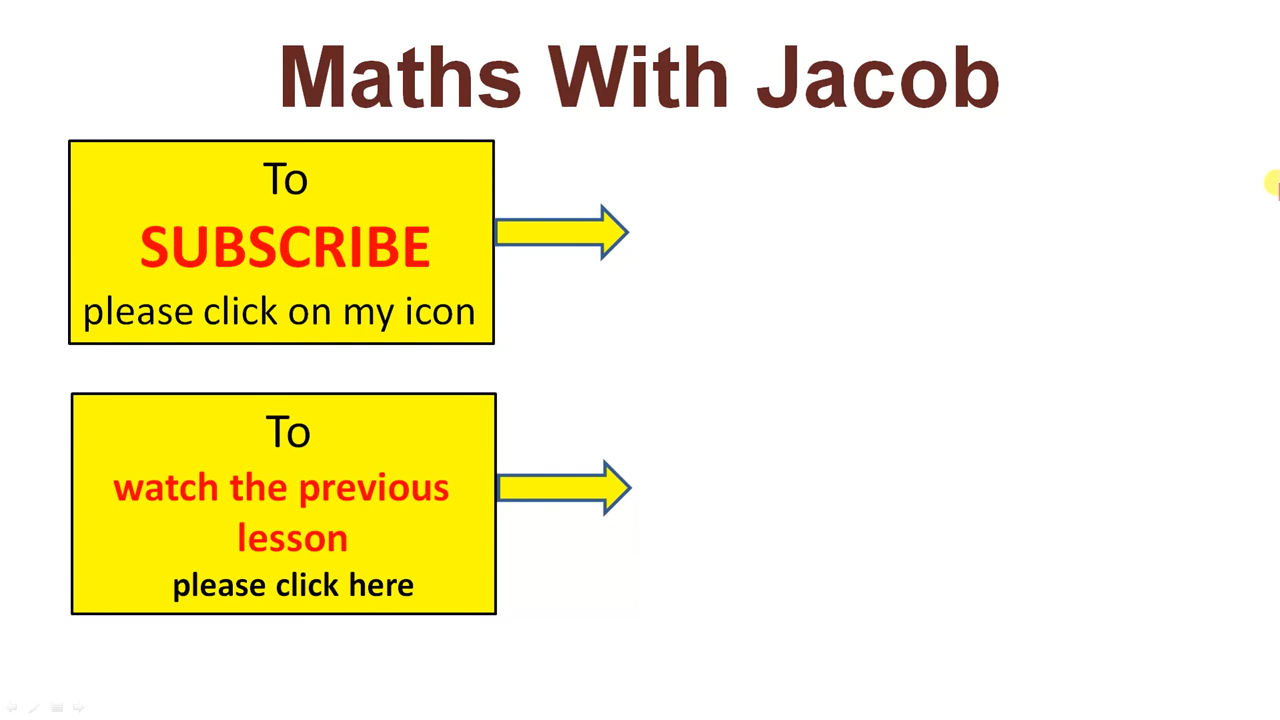 Maths With Jacob
To
SUBSCRIBE
please click on my icon
To
watch the previous
lesson
please click here